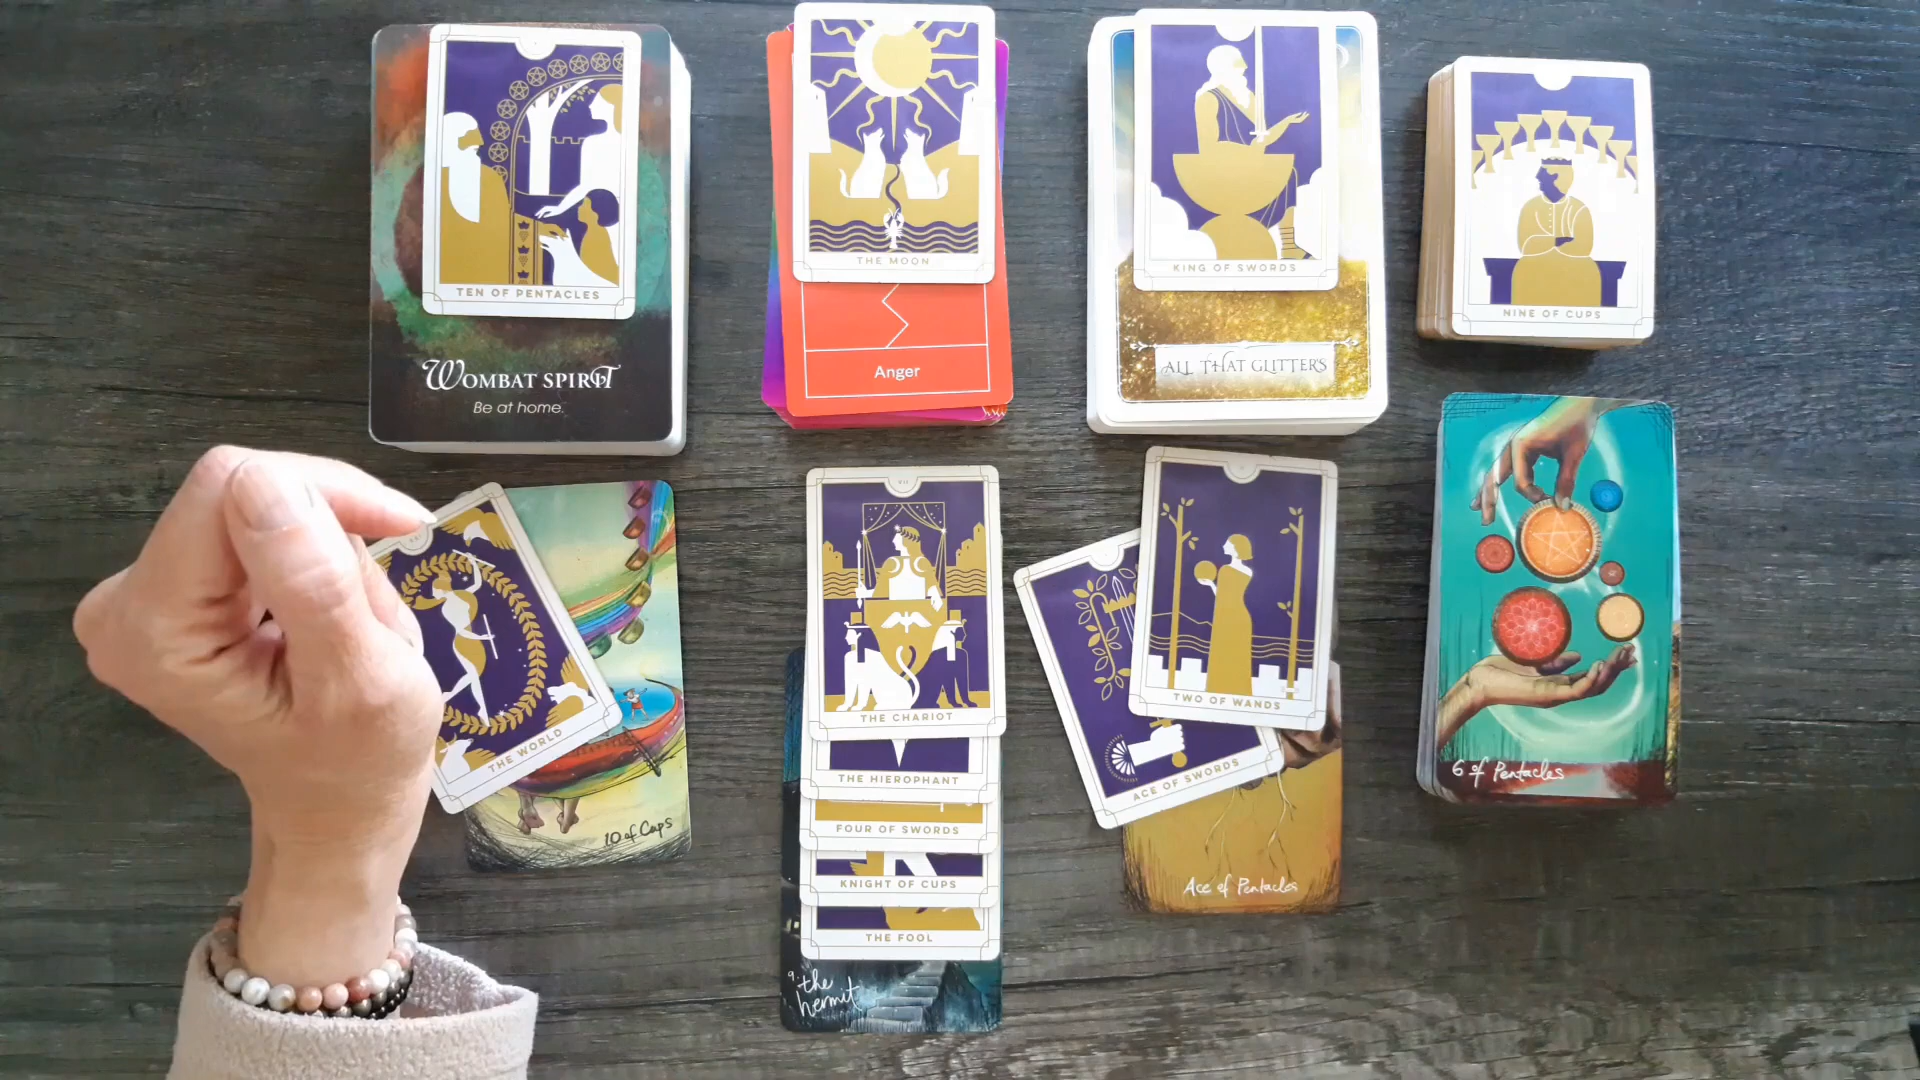 TEN OF PENTACLES
WOMBAT SPIRIT
Be at home.
THE MOON
Anger
KING OF SWORDS
ALL THAT GLITTERS
NINE OF CUPS
THE WORLD
10 of Cups
VII
THE CHARIOT
THE HIEROPHANT
FOUR OF SWORDS
KNIGHT OF CUPS
THE FOOL
9. the
hermit
TWO OF WANDS
ACE OF SWORDS
Ace of Pentacles
6 of Pentacles